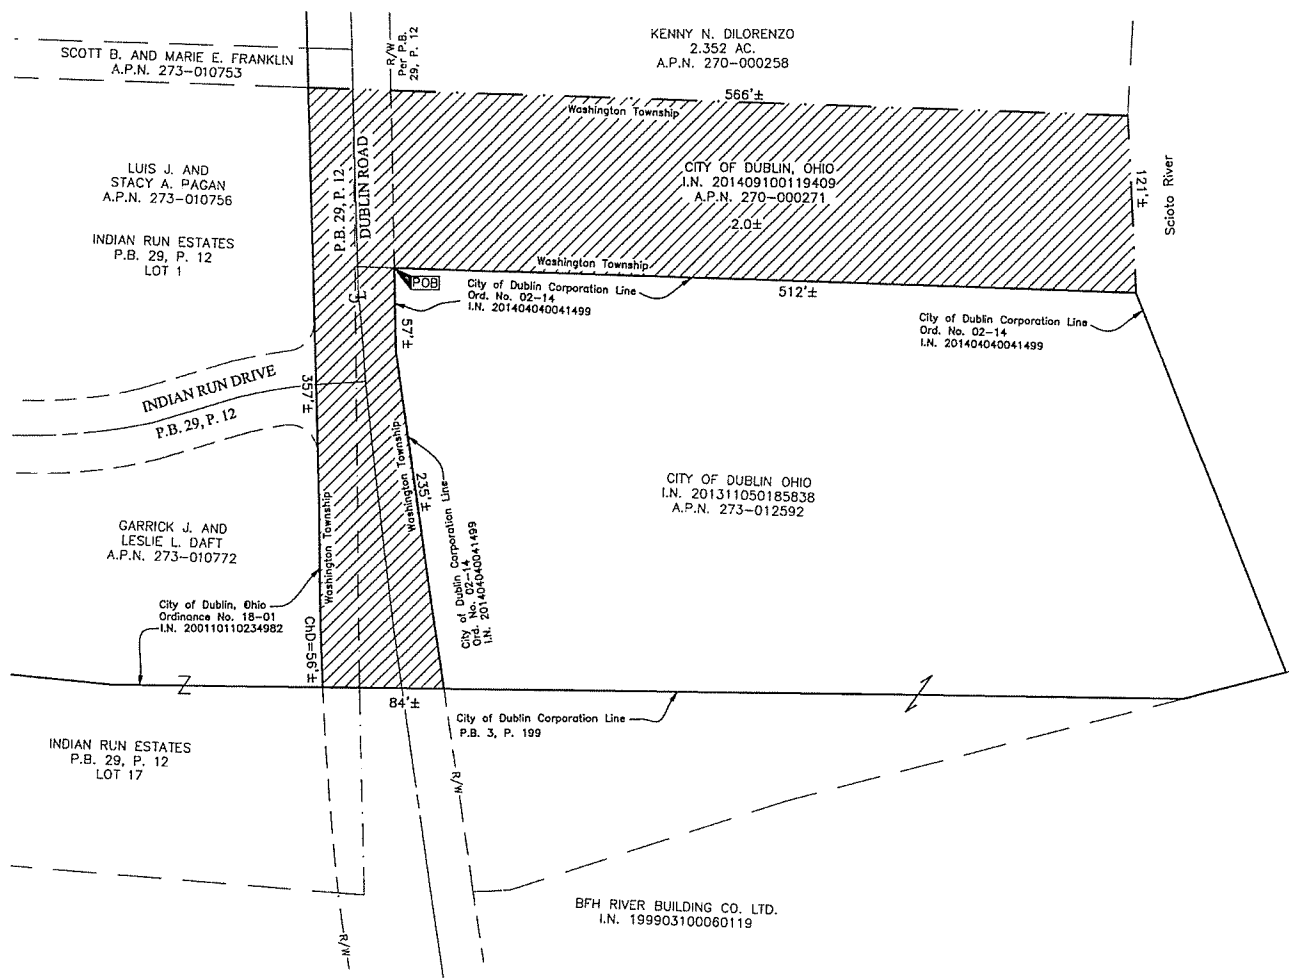 SCOTT B. AND MARIE E. FRANKLIN
A.P.N. 273-010753
R/W
Per P.B.
29, P. 12
KENNY N. DILORENZO
2.352 AC.
A.P.N. 270-000258
566'±
Washington Township
LUIS J. AND
STACY A. PAGAN
A.P.N. 273-010756
INDIAN RUN ESTATES
P.B. 29, P. 12
LOT 1
P.B. 29, P. 12
DUBLIN ROAD
CITY OF DUBLIN, OHIO
I.N. 201409100119409
A.P.N. 270-000271
2.0±
121'±
Scioto River
Washington Township
POB
City of Dublin Corporation Line
Ord. No. 02-14
I.N. 201404040041499
512'±
City of Dublin Corporation Line
Ord. No. 02-14
I.N. 201404040041499
57'±
INDIAN RUN DRIVE
P.B. 29, P. 12
357'±
Washington Township
235'±
Washington Township
City of Dublin Corporation Line
Ord. No. 02-14
I.N. 201404040041499
CITY OF DUBLIN OHIO
I.N. 201311050185838
A.P.N. 273-012592
GARRICK J. AND
LESLIE L. DAFT
A.P.N. 273-010772
City of Dublin, Ohio
Ordinance No. 18-01
I.N. 200110110234982
ChD=56'±
84'±
City of Dublin Corporation Line
P.B. 3, P. 199
INDIAN RUN ESTATES
P.B. 29, P. 12
LOT 17
R/W
R/W
BFH RIVER BUILDING CO. LTD.
I.N. 199903100060119